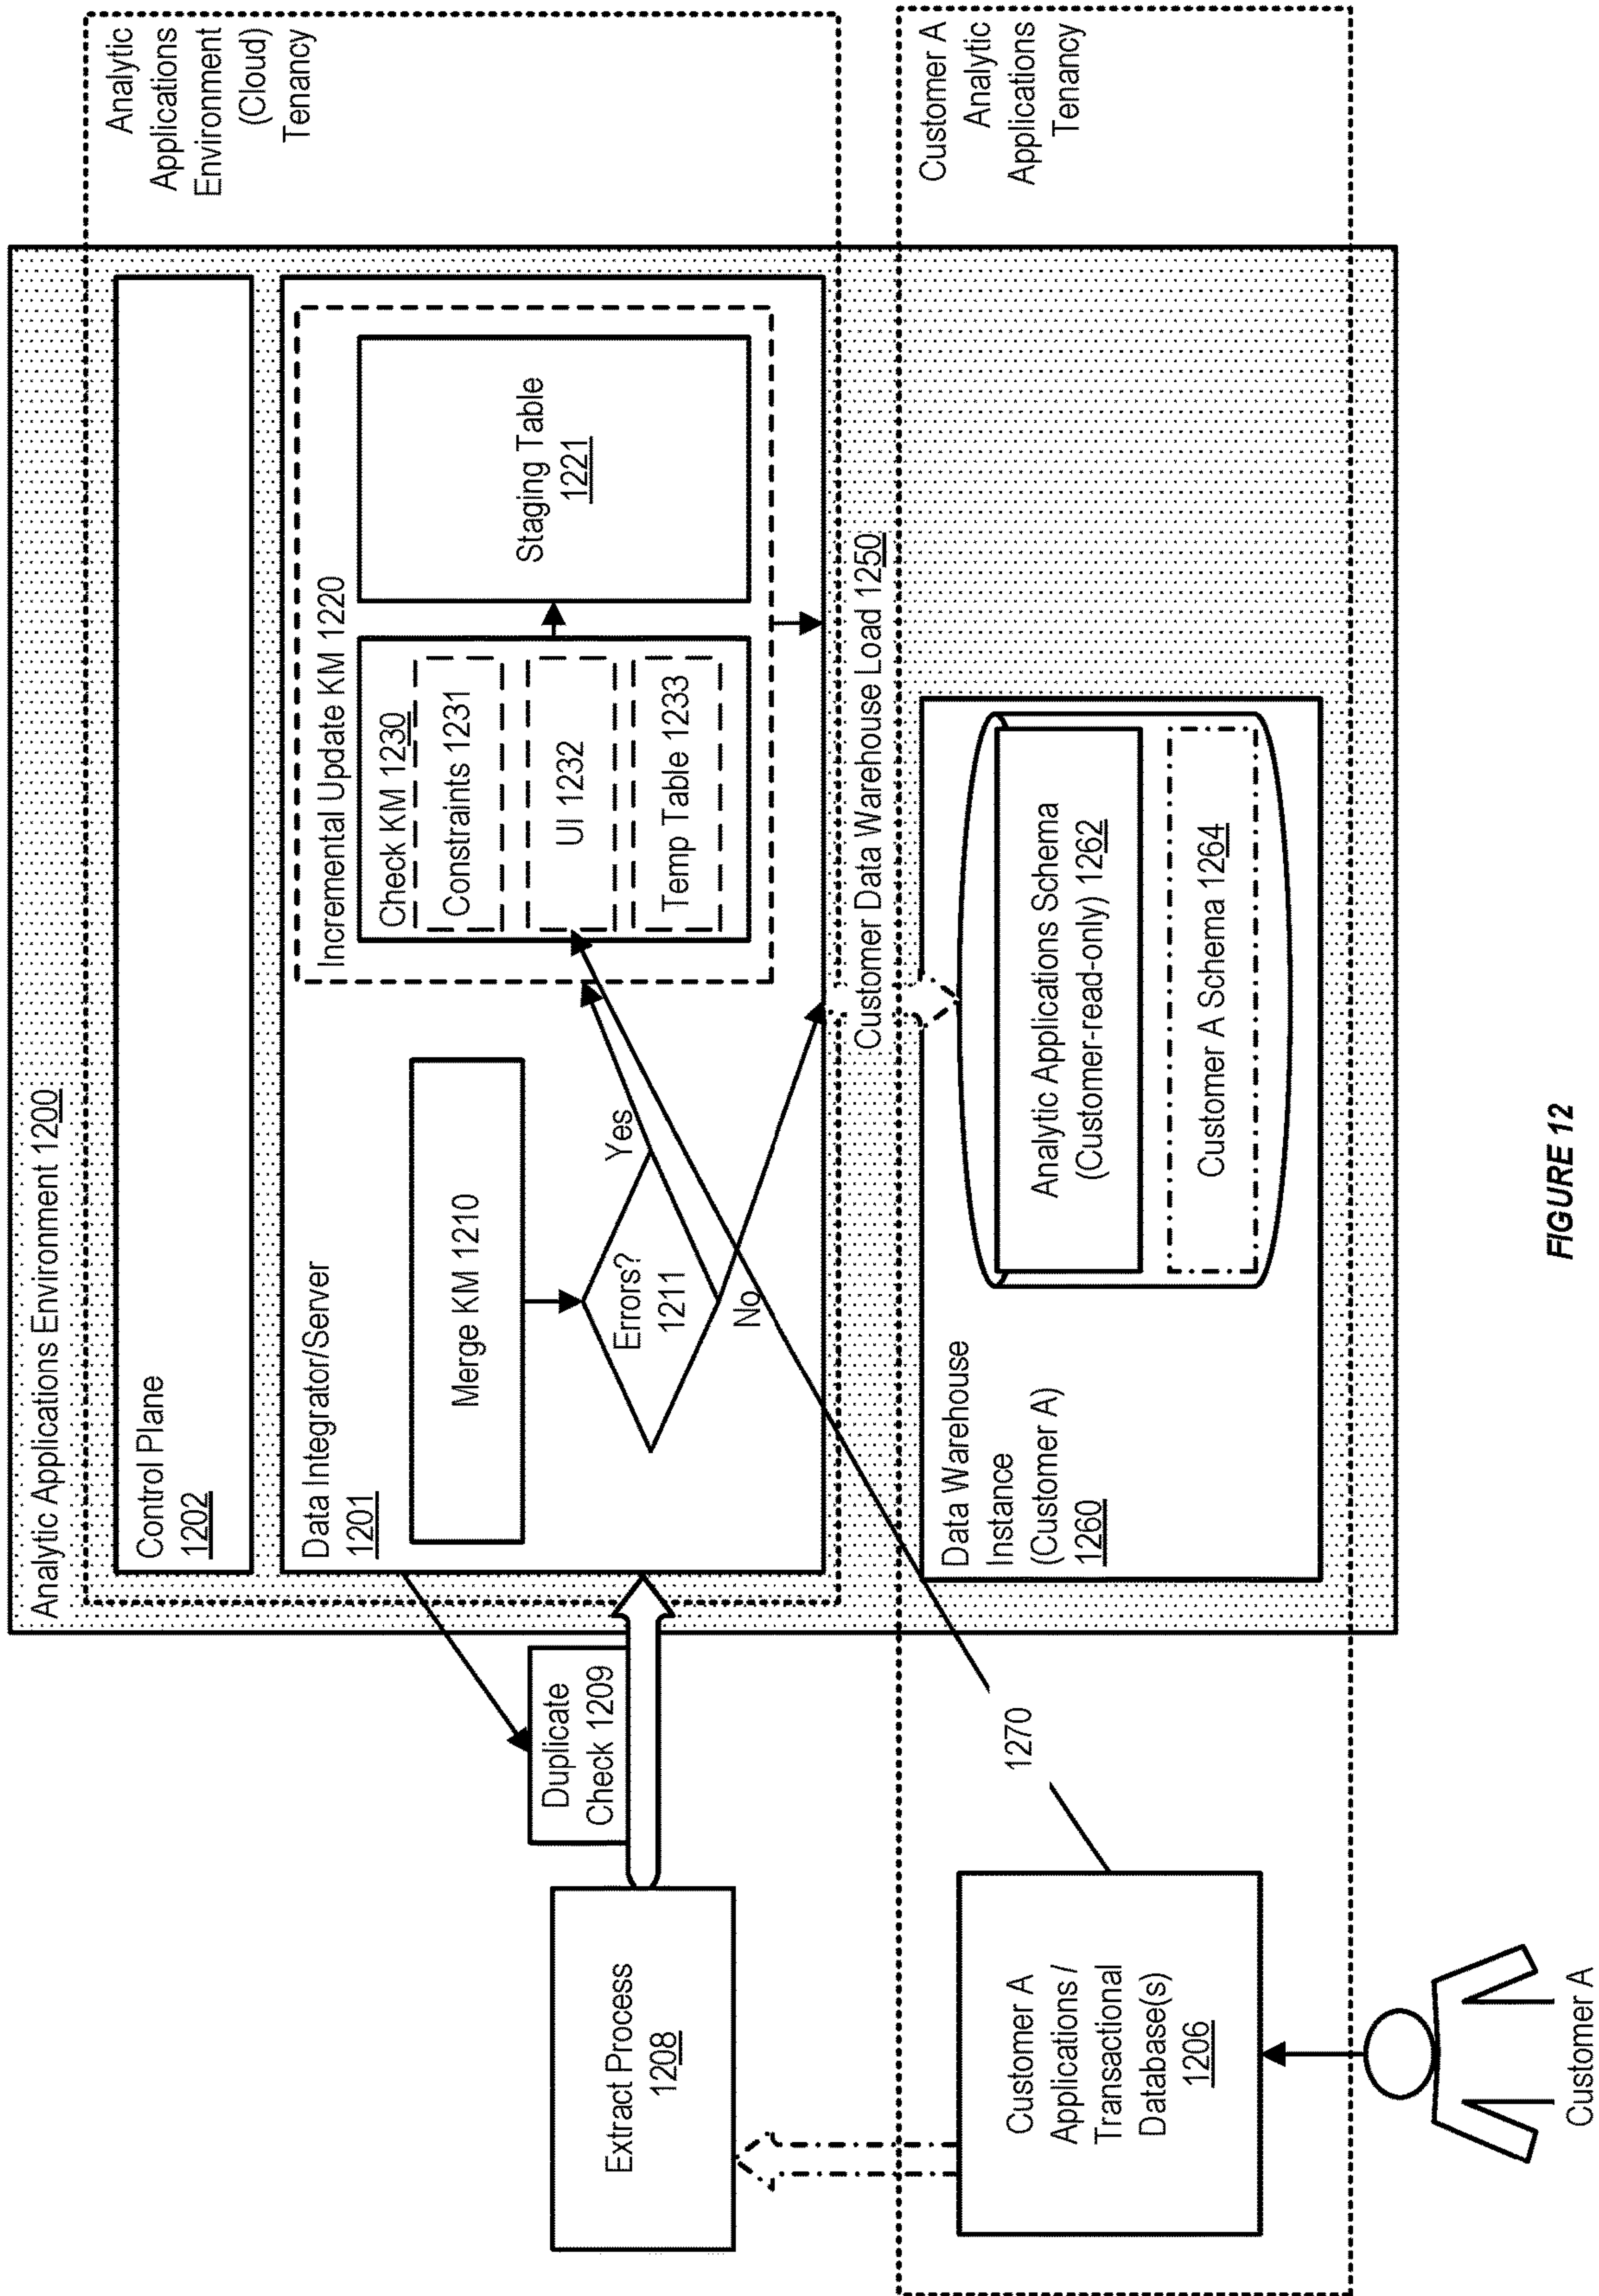 Analytic Applications Environment 1200
Analytic
Applications
Environment
(Cloud)
Tenancy
Control Plane
1202
Data Integrator/Server
1201
Incremental Update KM 1220
Check KM 1230
Constraints 1231
UI 1232
Temp Table 1233
Staging Table
1221
Merge KM 1210
Errors?
1211
Yes
No
Duplicate
Check 1209
Extract Process
1208
Customer Data Warehouse Load 1250
Customer A
Analytic
Applications
Tenancy
Data Warehouse
Instance
(Customer A)
1260
Analytic Applications Schema
(Customer-read-only) 1262
Customer A Schema 1264
1270
Customer A
Applications /
Transactional
Database(s)
1206
Customer A
FIGURE 12